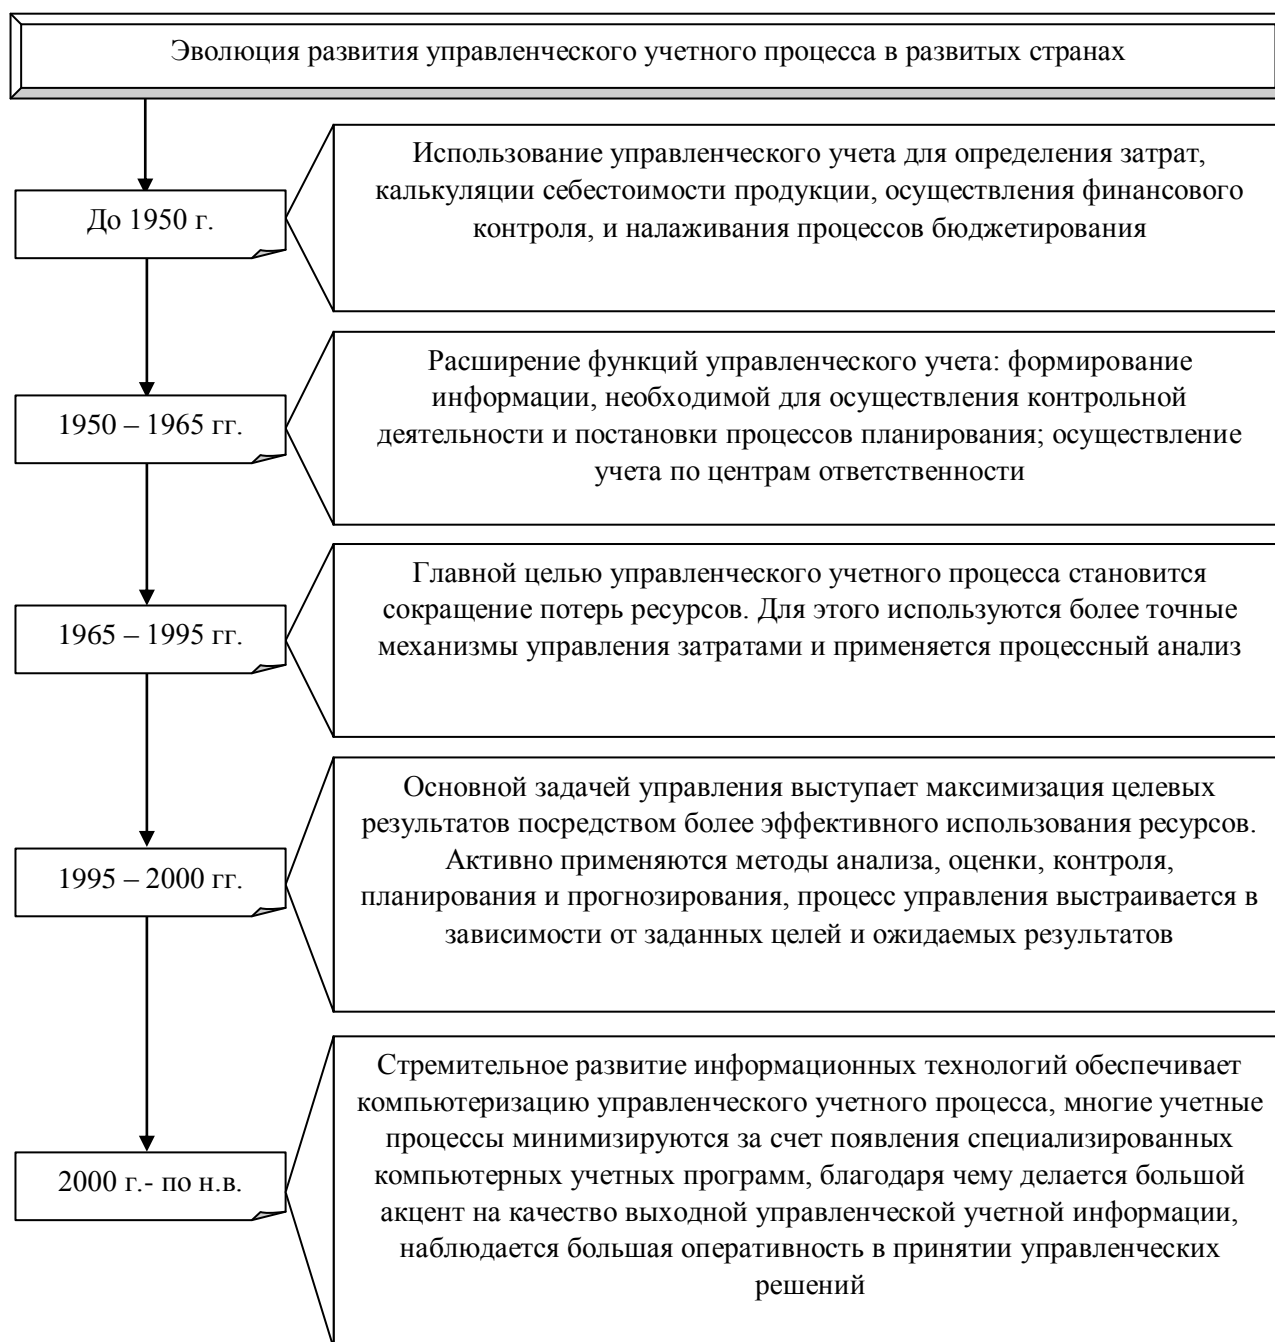 Эволюция развития управленческого учетного процесса в развитых странах
До 1950 г.
Использование управленческого учета для определения затрат,
калькуляции себестоимости продукции, осуществления финансового
контроля, и налаживания процессов бюджетирования
1950 – 1965 гг.
Расширение функций управленческого учета: формирование
информации, необходимой для осуществления контрольной
деятельности и постановки процессов планирования; осуществление
учета по центрам ответственности
1965 – 1995 гг.
Главной целью управленческого учетного процесса становится
сокращение потерь ресурсов. Для этого используются более точные
механизмы управления затратами и применяется процессный анализ
1995 – 2000 гг.
Основной задачей управления выступает максимизация целевых
результатов посредством более эффективного использования ресурсов.
Активно применяются методы анализа, оценки, контроля,
планирования и прогнозирования, процесс управления выстраивается в
зависимости от заданных целей и ожидаемых результатов
2000 г.- по н.в.
Стремительное развитие информационных технологий обеспечивает
компьютеризацию управленческого учетного процесса, многие учетные
процессы минимизируются за счет появления специализированных
компьютерных учетных программ, благодаря чему делается большой
акцент на качество выходной управленческой учетной информации,
наблюдается большая оперативность в принятии управленческих
решений